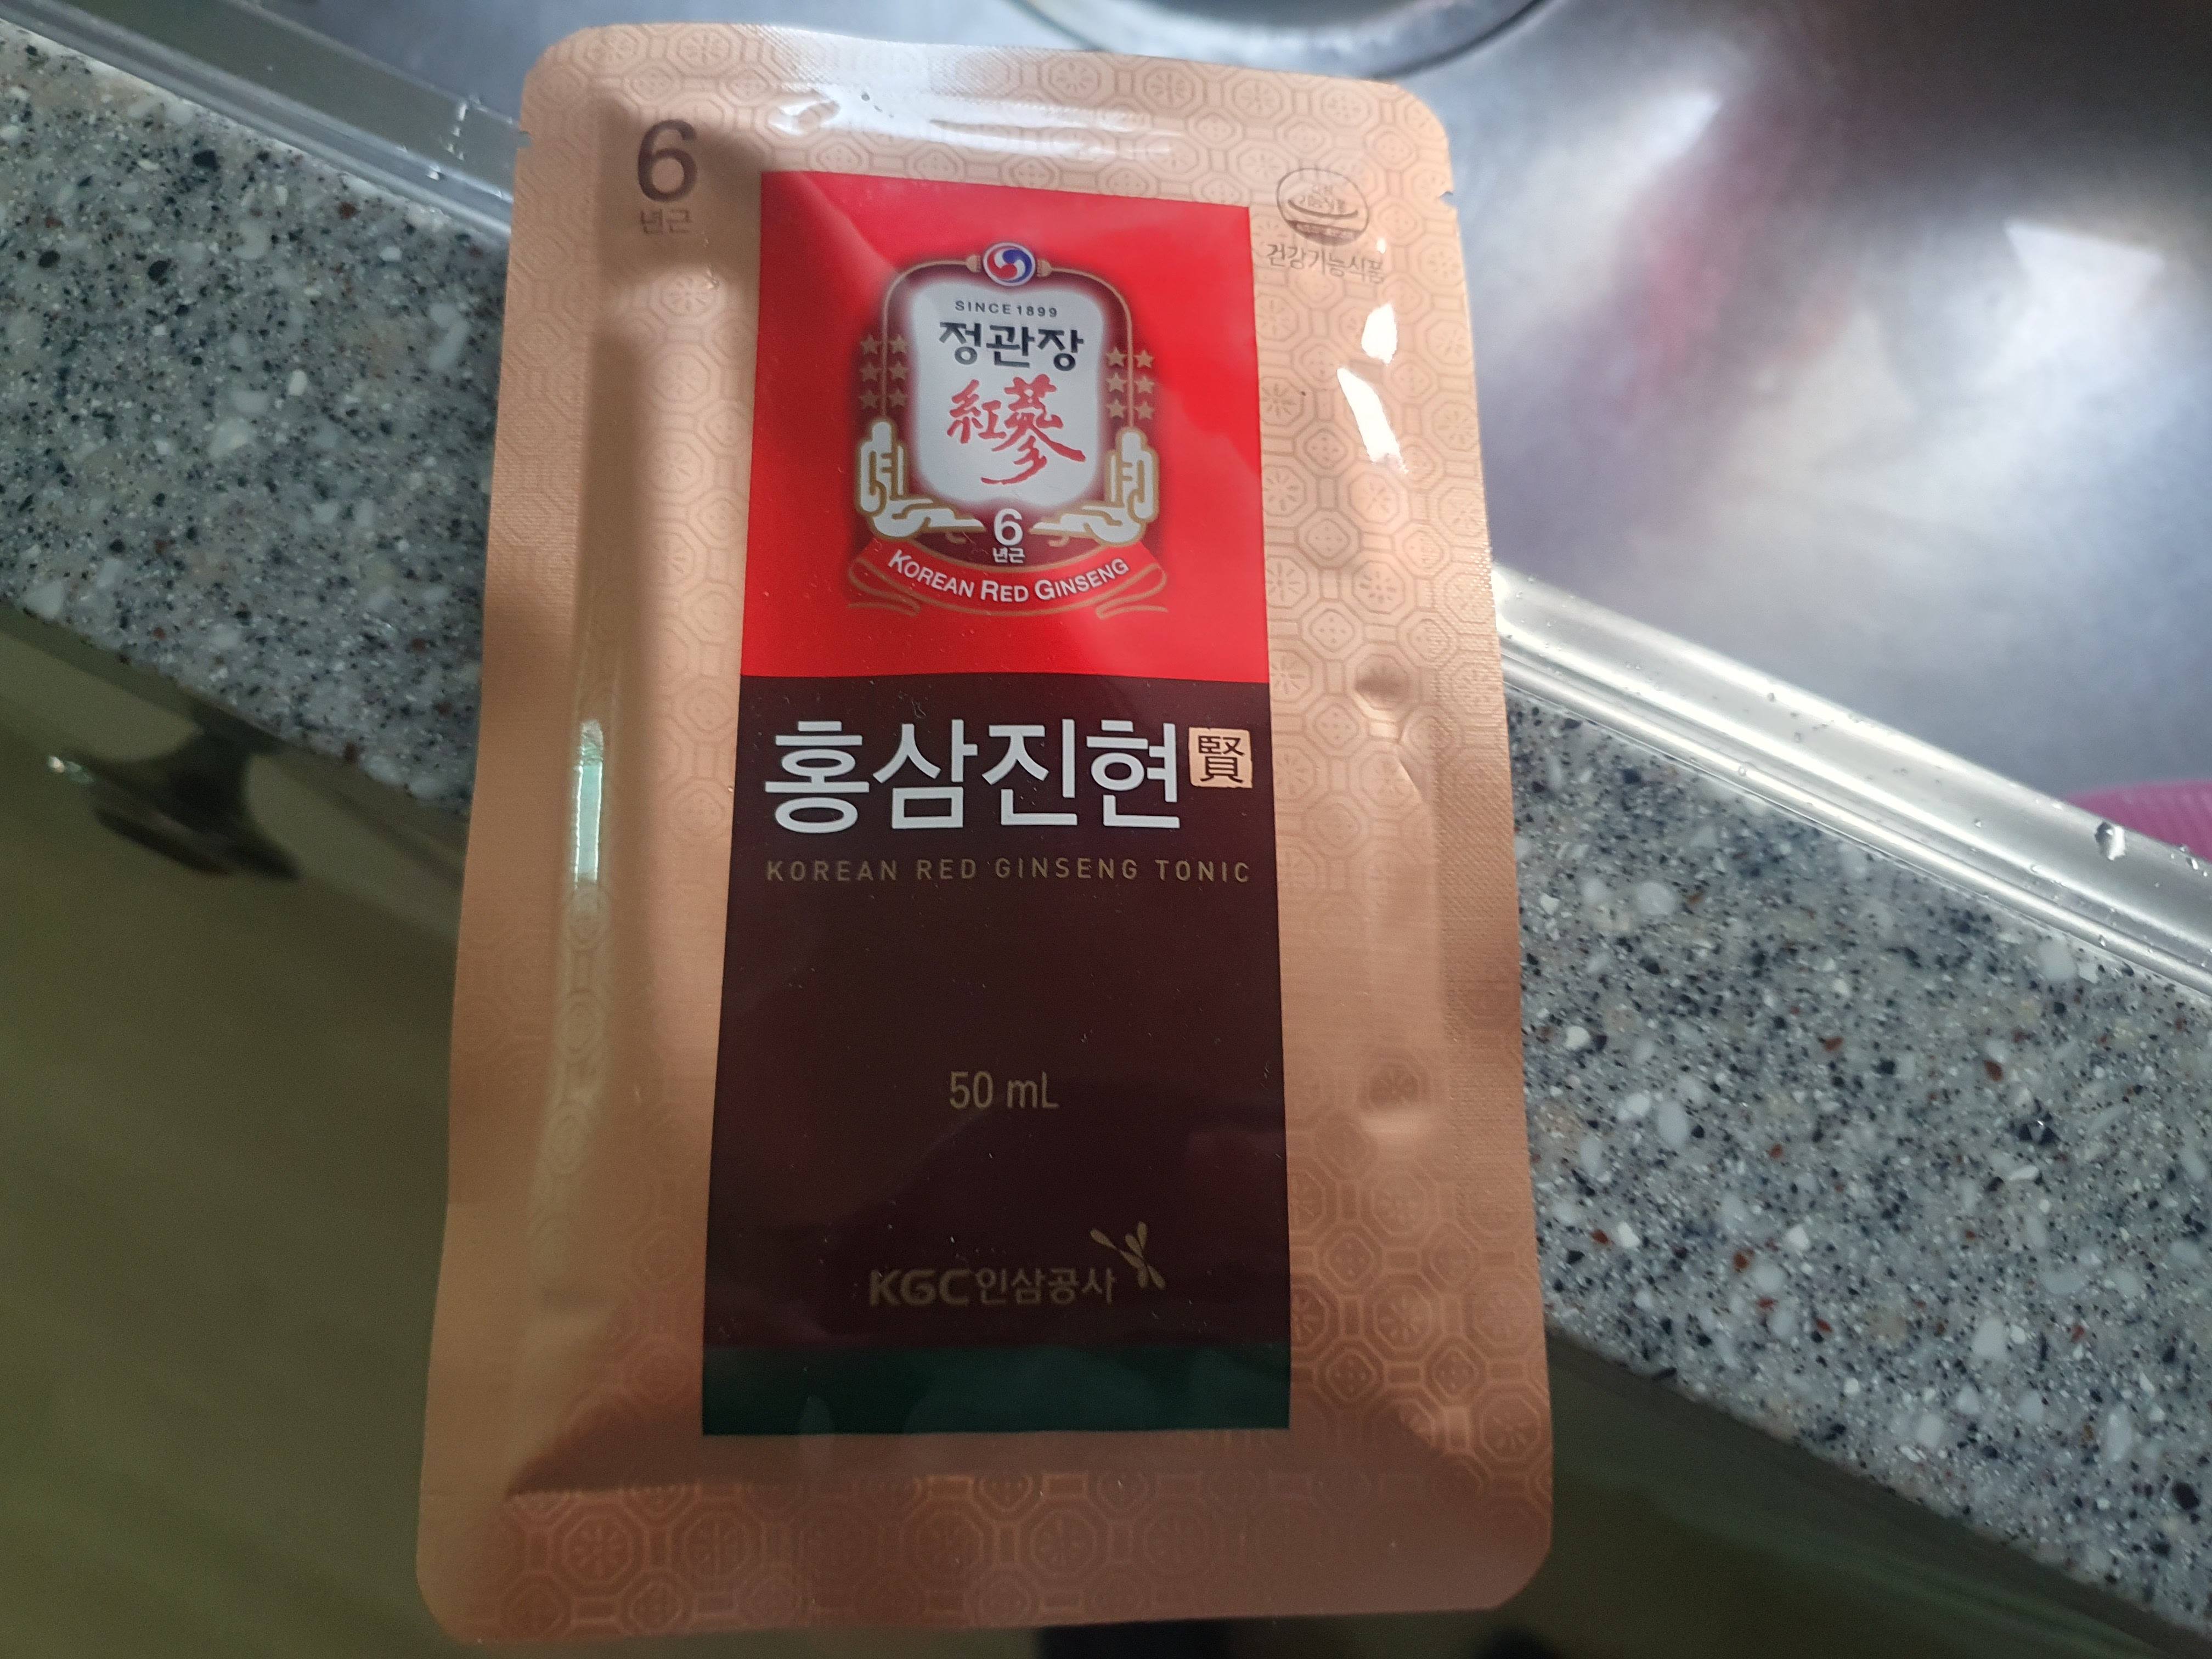 6
년근
건강기능식품
SINCE 1899
정관장
紅蔘
6
년근
KOREAN RED GINSENG
홍삼진현 賢
KOREAN RED GINSENG TONIC
50 mL
KGC인삼공사